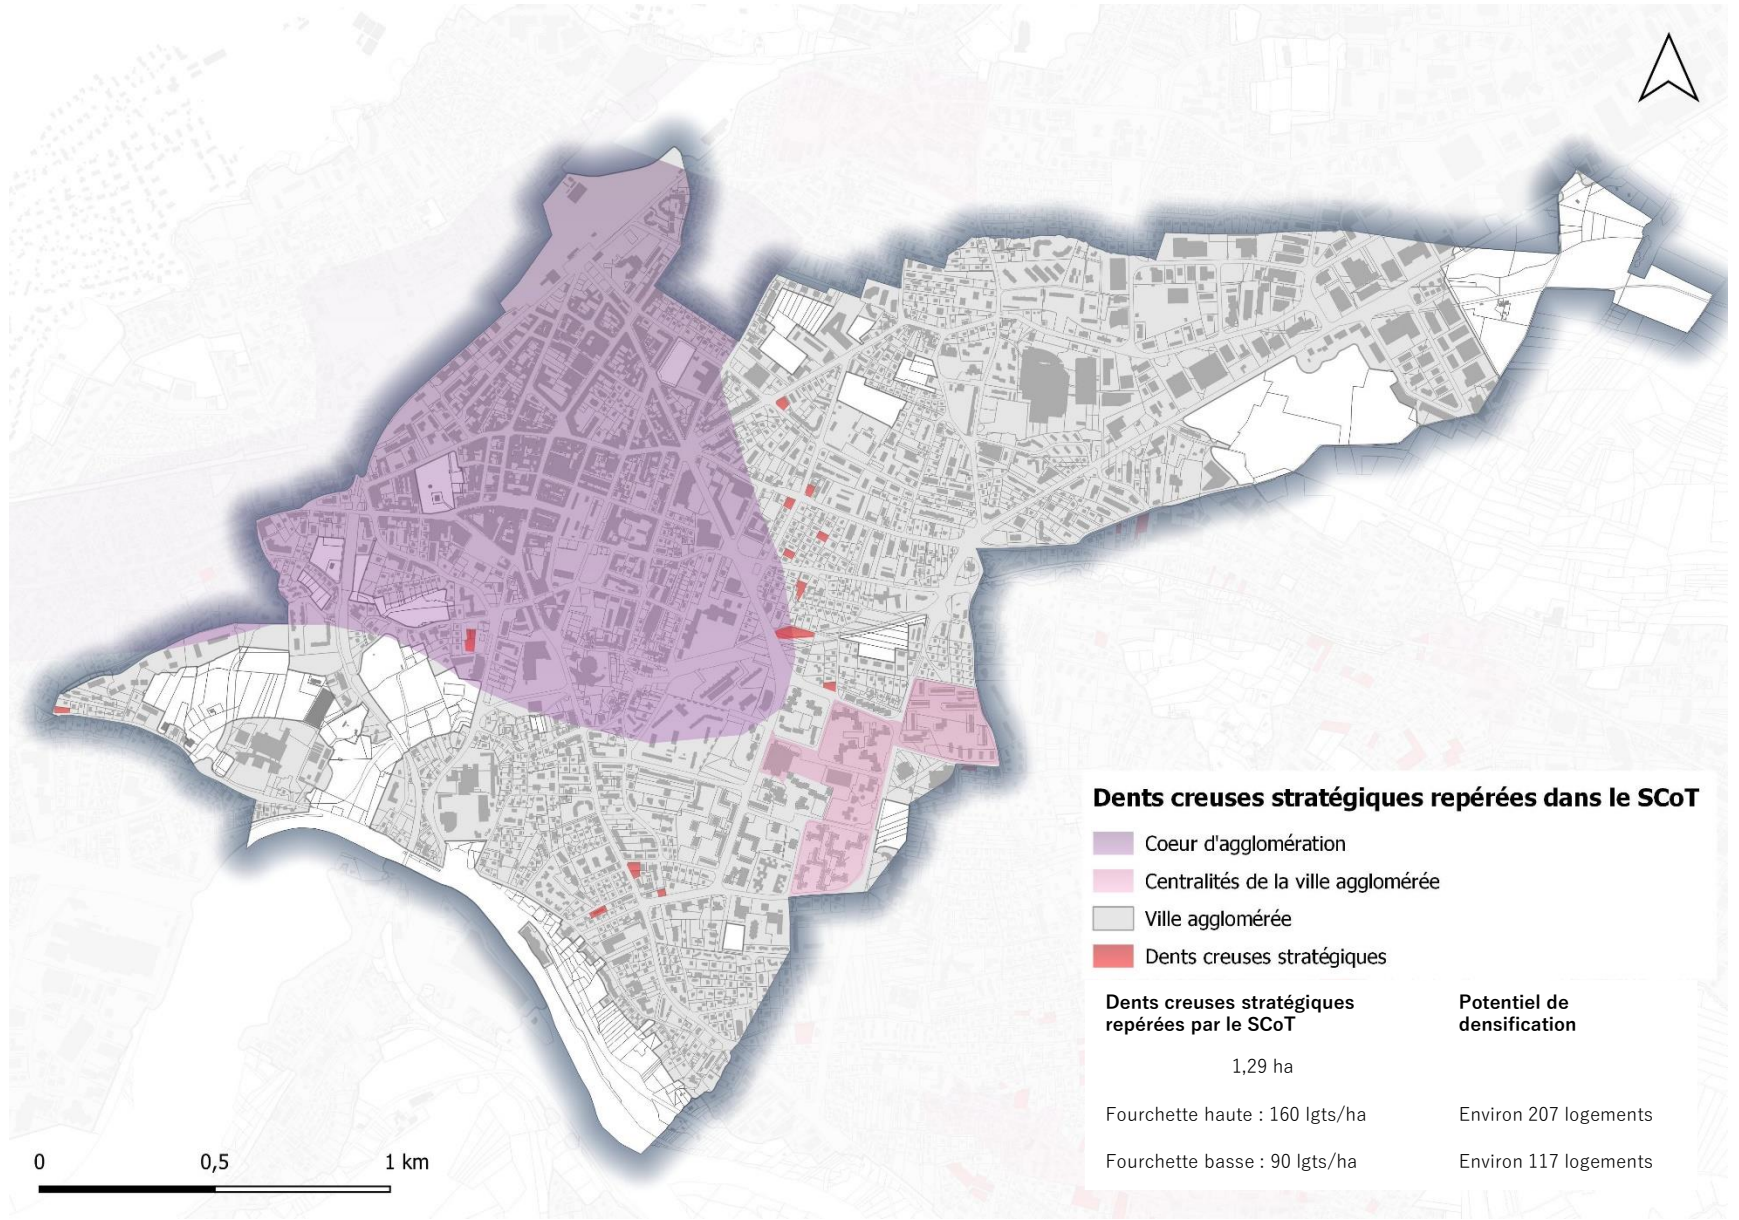 Dents creuses stratégiques repérées dans le SCoT
Coeur d'agglomération
Centralités de la ville agglomérée
Ville agglomérée
Dents creuses stratégiques
Dents creuses stratégiques
repérées par le SCoT
Potentiel de
densification
1,29 ha
Fourchette haute : 160 lgts/ha
Environ 207 logements
Fourchette basse : 90 lgts/ha
Environ 117 logements
0 0,5 1 km